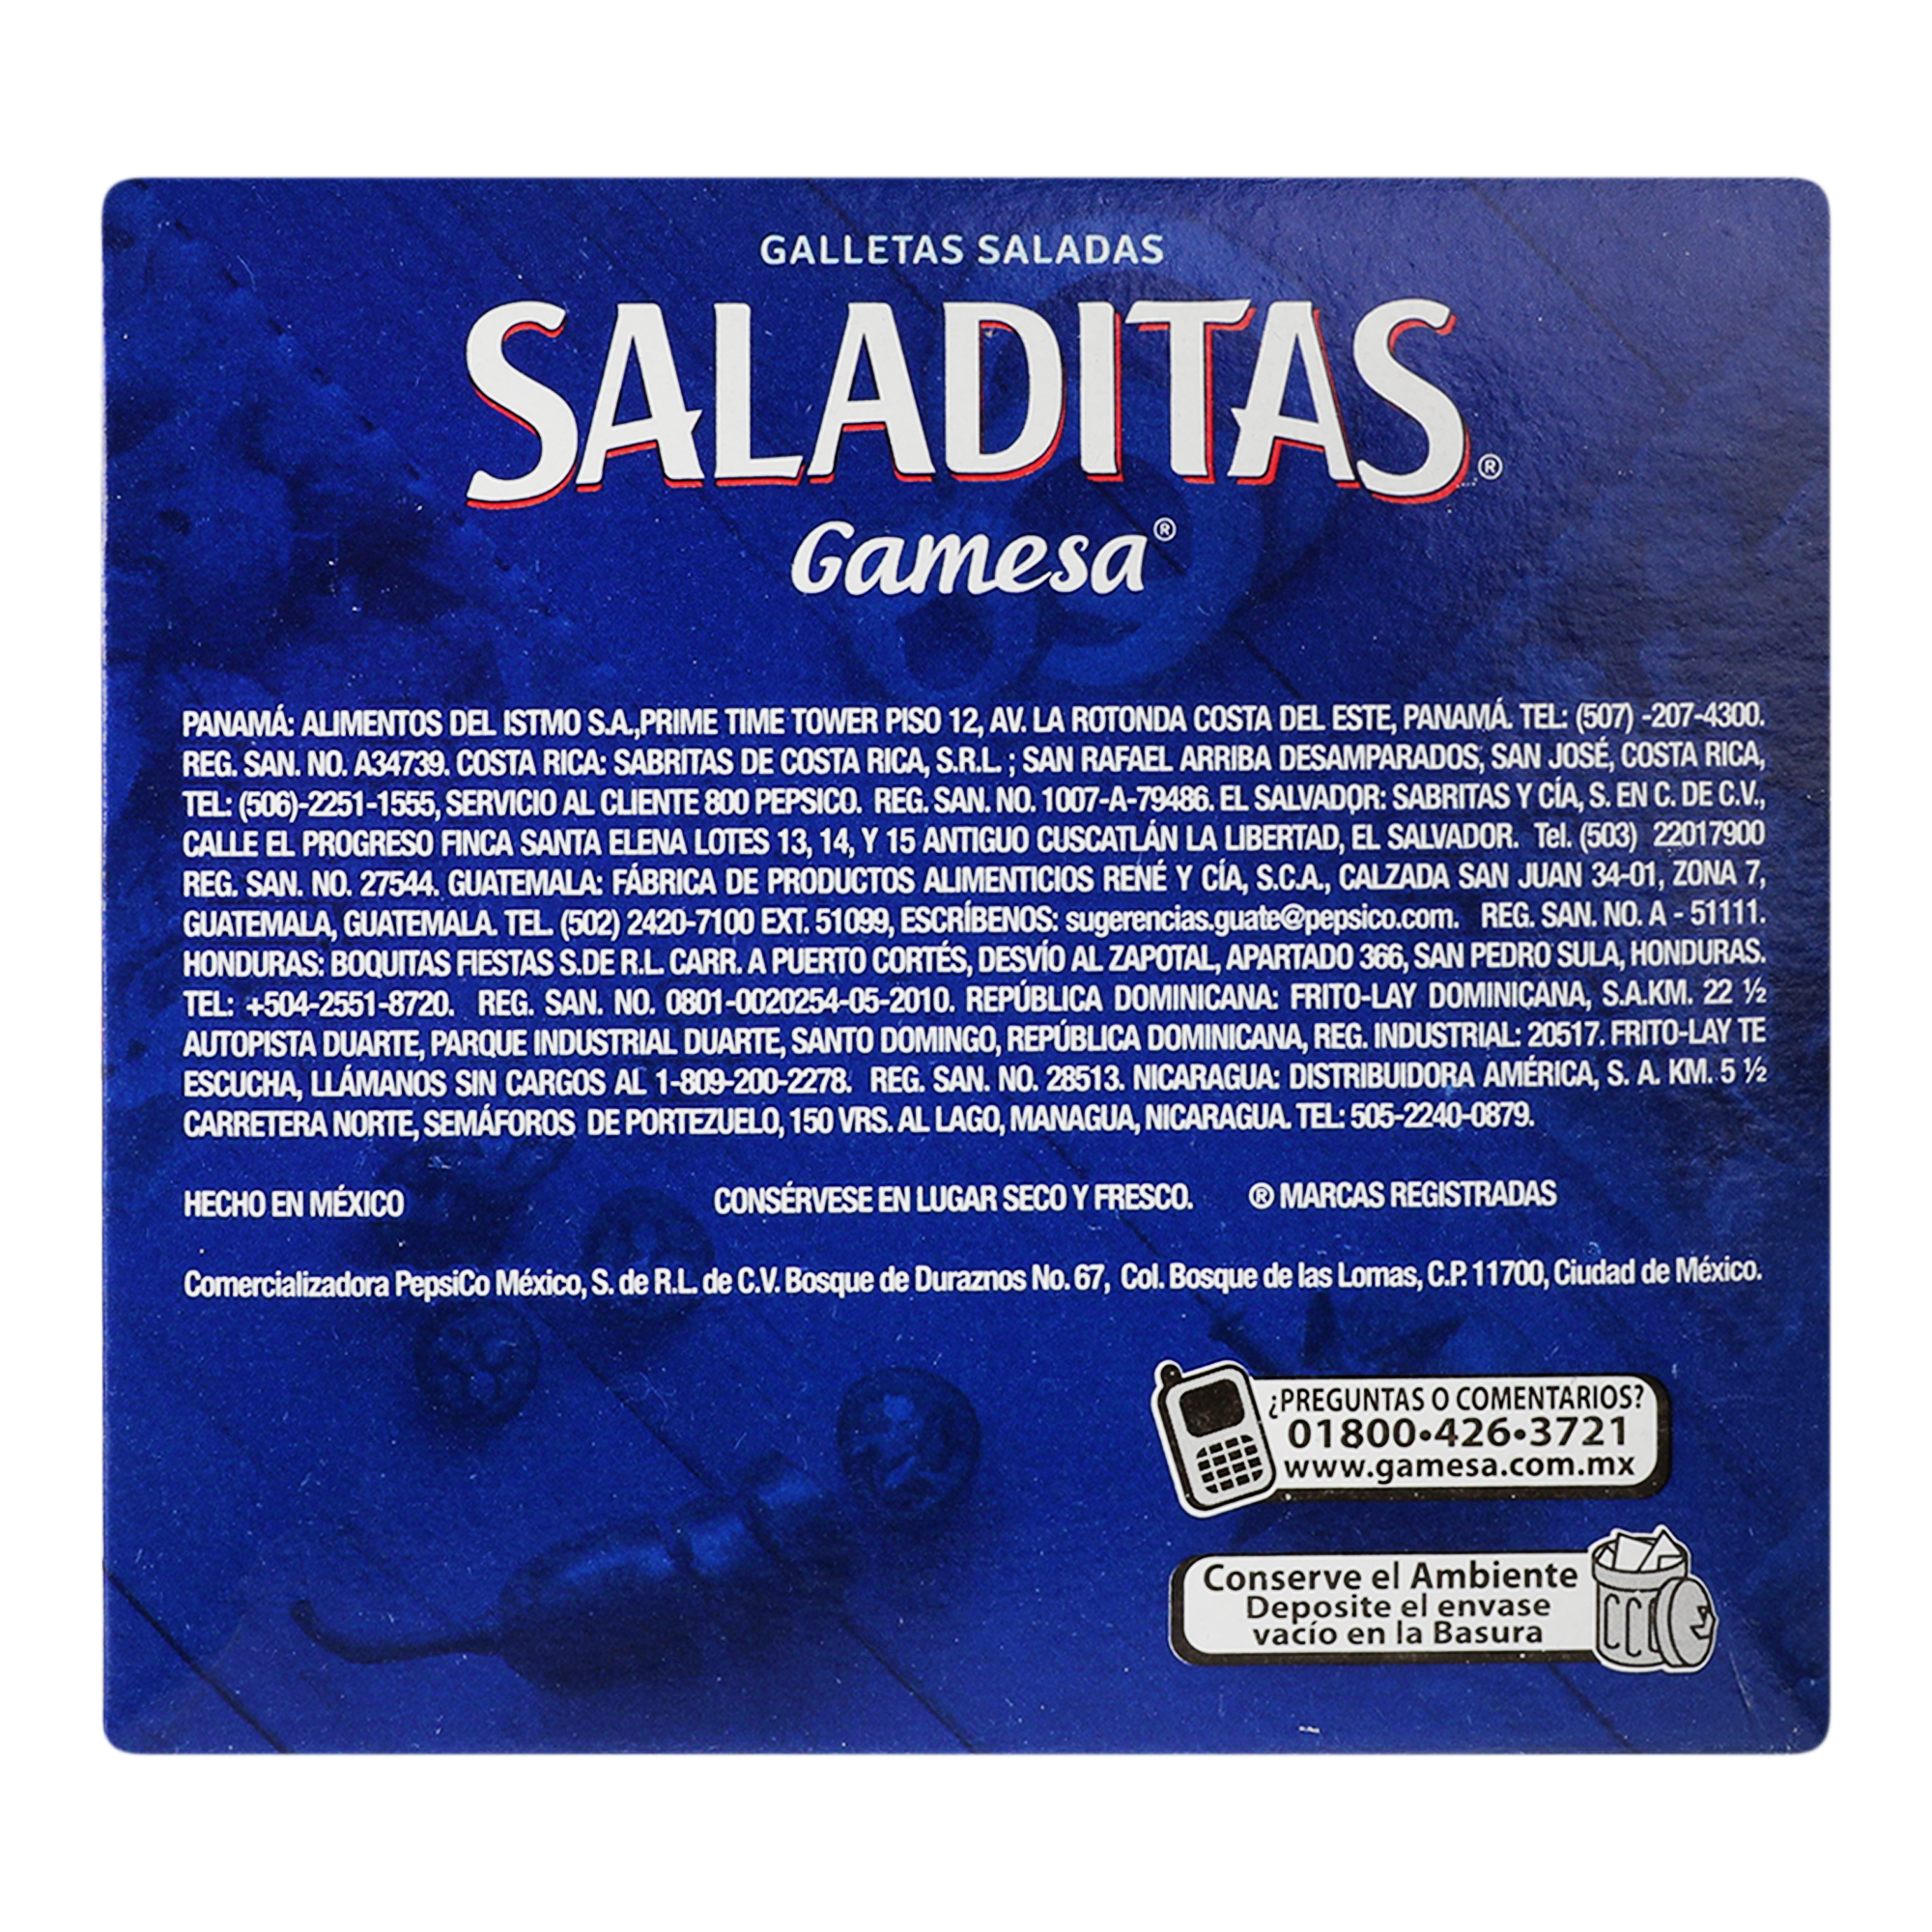 GALLETAS SALADAS
SALADITAS®
Gamesa®
PANAMÁ: ALIMENTOS DEL ISTMO S.A.,PRIME TIME TOWER PISO 12, AV. LA ROTONDA COSTA DEL ESTE, PANAMÁ. TEL: (507) -207-4300.
REG. SAN. NO. A34739. COSTA RICA: SABRITAS DE COSTA RICA, S.R.L. ; SAN RAFAEL ARRIBA DESAMPARADOS, SAN JOSÉ, COSTA RICA,
TEL: (506)-2251-1555, SERVICIO AL CLIENTE 800 PEPSICO. REG. SAN. NO. 1007-A-79486. EL SALVADOR: SABRITAS Y CÍA, S. EN C. DE C.V.,
CALLE EL PROGRESO FINCA SANTA ELENA LOTES 13, 14, Y 15 ANTIGUO CUSCATLÁN LA LIBERTAD, EL SALVADOR. Tel. (503) 22017900
REG. SAN. NO. 27544. GUATEMALA: FÁBRICA DE PRODUCTOS ALIMENTICIOS RENÉ Y CÍA, S.C.A., CALZADA SAN JUAN 34-01, ZONA 7,
GUATEMALA, GUATEMALA. TEL. (502) 2420-7100 EXT. 51099, ESCRÍBENOS: sugerencias.guate@pepsico.com. REG. SAN. NO. A - 51111.
HONDURAS: BOQUITAS FIESTAS S.DE R.L. CARR. A PUERTO CORTÉS, DESVÍO AL ZAPOTAL, APARTADO 366, SAN PEDRO SULA, HONDURAS.
TEL: +504-2551-8720. REG. SAN. NO. 0801-0020254-05-2010. REPÚBLICA DOMINICANA: FRITO-LAY DOMINICANA, S.A.KM. 22 ½
AUTOPISTA DUARTE, PARQUE INDUSTRIAL DUARTE, SANTO DOMINGO, REPÚBLICA DOMINICANA, REG. INDUSTRIAL: 20517. FRITO-LAY TE
ESCUCHA, LLÁMANOS SIN CARGOS AL 1-809-200-2278. REG. SAN. NO. 28513. NICARAGUA: DISTRIBUIDORA AMÉRICA, S. A. KM. 5 ½
CARRETERA NORTE, SEMÁFOROS DE PORTEZUELO, 150 VRS. AL LAGO, MANAGUA, NICARAGUA. TEL: 505-2240-0879.
HECHO EN MÉXICO CONSÉRVESE EN LUGAR SECO Y FRESCO. ® MARCAS REGISTRADAS
Comercializadora PepsiCo México, S. de R.L. de C.V. Bosque de Duraznos No. 67, Col. Bosque de las Lomas, C.P. 11700, Ciudad de México.
¿PREGUNTAS O COMENTARIOS?
01800•426•3721
www.gamesa.com.mx
Conserve el Ambiente
Deposite el envase
vacío en la Basura